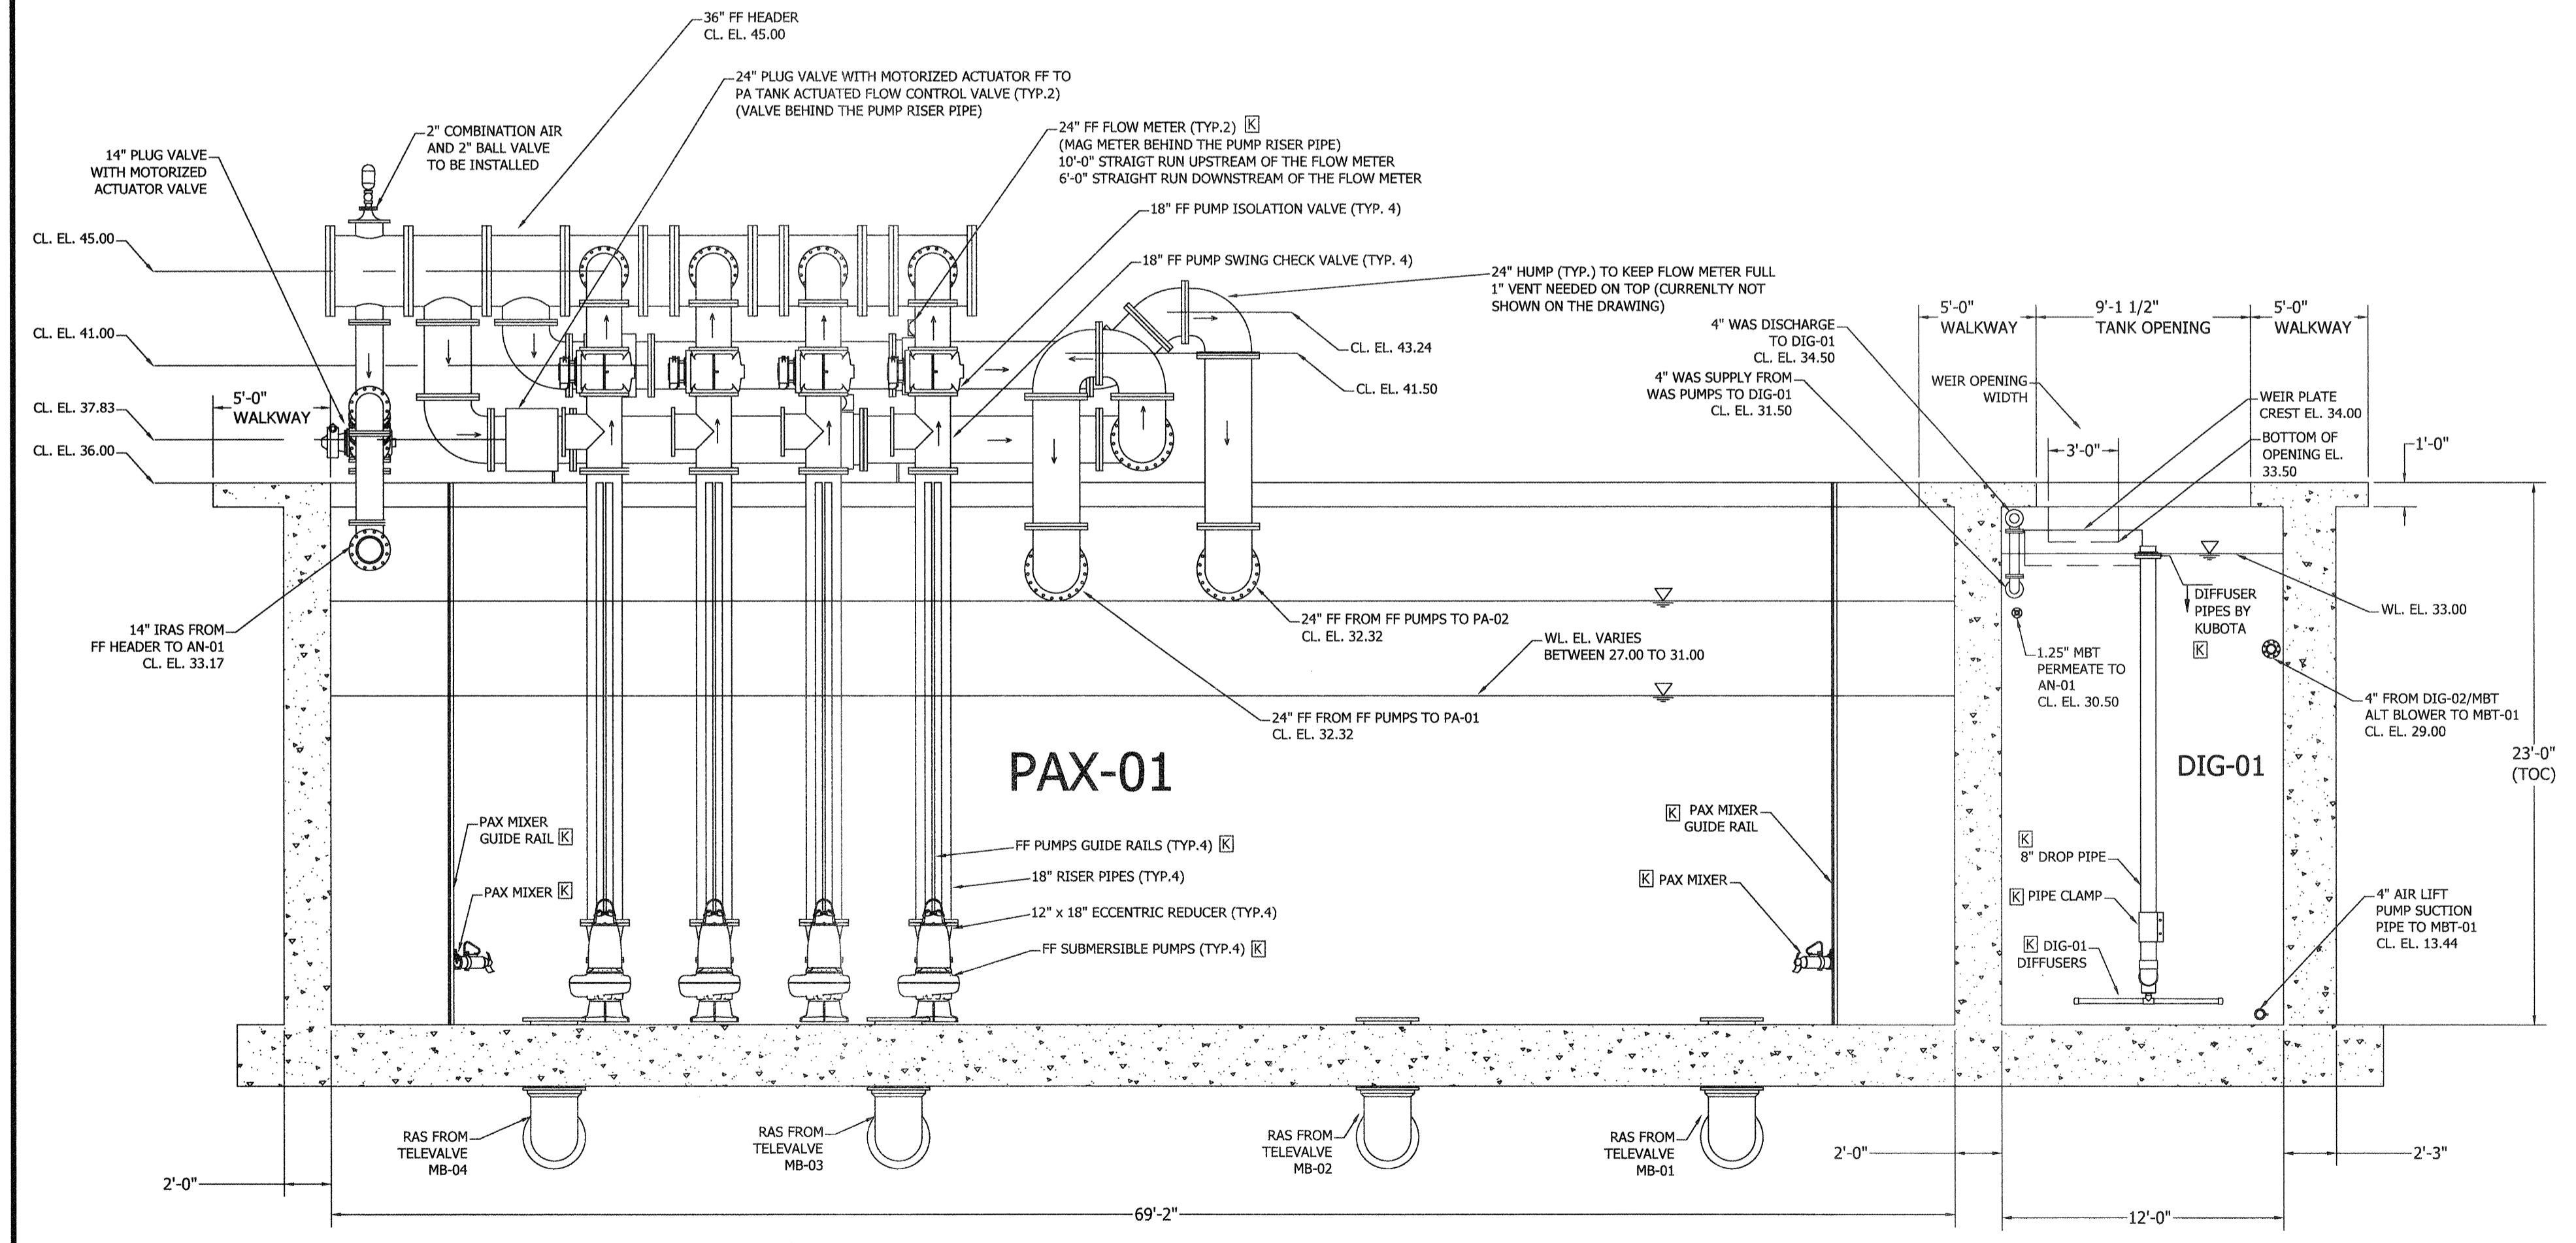 36" FF HEADER
CL. EL. 45.00
24" PLUG VALVE WITH MOTORIZED ACTUATOR FF TO
PA TANK ACTUATED FLOW CONTROL VALVE (TYP.2)
(VALVE BEHIND THE PUMP RISER PIPE)
2" COMBINATION AIR
AND 2" BALL VALVE
TO BE INSTALLED
14" PLUG VALVE
WITH MOTORIZED
ACTUATOR VALVE
24" FF FLOW METER (TYP.2) K
(MAG METER BEHIND THE PUMP RISER PIPE)
10'-0" STRAIGT RUN UPSTREAM OF THE FLOW METER
6'-0" STRAIGHT RUN DOWNSTREAM OF THE FLOW METER
18" FF PUMP ISOLATION VALVE (TYP. 4)
18" FF PUMP SWING CHECK VALVE (TYP. 4)
24" HUMP (TYP.) TO KEEP FLOW METER FULL
1" VENT NEEDED ON TOP (CURRENLTY NOT
SHOWN ON THE DRAWING)
CL. EL. 45.00
CL. EL. 41.00
CL. EL. 37.83
CL. EL. 36.00
5'-0"
WALKWAY
CL. EL. 43.24
CL. EL. 41.50
4" WAS DISCHARGE
TO DIG-01
CL. EL. 34.50
4" WAS SUPPLY FROM
WAS PUMPS TO DIG-01
CL. EL. 31.50
5'-0"
WALKWAY
9'-1 1/2"
TANK OPENING
5'-0"
WALKWAY
WEIR OPENING
WIDTH
3'-0"
WEIR PLATE
CREST EL. 34.00
BOTTOM OF
OPENING EL.
33.50
1'-0"
14" IRAS FROM
FF HEADER TO AN-01
CL. EL. 33.17
24" FF FROM FF PUMPS TO PA-02
CL. EL. 32.32
WL. EL. VARIES
BETWEEN 27.00 TO 31.00
24" FF FROM FF PUMPS TO PA-01
CL. EL. 32.32
DIFFUSER
PIPES BY
KUBOTA
K
WL. EL. 33.00
1.25" MBT
PERMEATE TO
AN-01
CL. EL. 30.50
4" FROM DIG-02/MBT
ALT BLOWER TO MBT-01
CL. EL. 29.00
23'-0"
(TOC)
PAX-01
DIG-01
PAX MIXER
GUIDE RAIL K
PAX MIXER K
FF PUMPS GUIDE RAILS (TYP.4) K
18" RISER PIPES (TYP.4)
12" x 18" ECCENTRIC REDUCER (TYP.4)
FF SUBMERSIBLE PUMPS (TYP.4) K
K PAX MIXER
GUIDE RAIL
K PAX MIXER
K
8" DROP PIPE
K PIPE CLAMP
K DIG-01
DIFFUSERS
4" AIR LIFT
PUMP SUCTION
PIPE TO MBT-01
CL. EL. 13.44
RAS FROM
TELEVALVE
MB-04
RAS FROM
TELEVALVE
MB-03
RAS FROM
TELEVALVE
MB-02
RAS FROM
TELEVALVE
MB-01
2'-0"
2'-3"
2'-0"
69'-2"
12'-0"